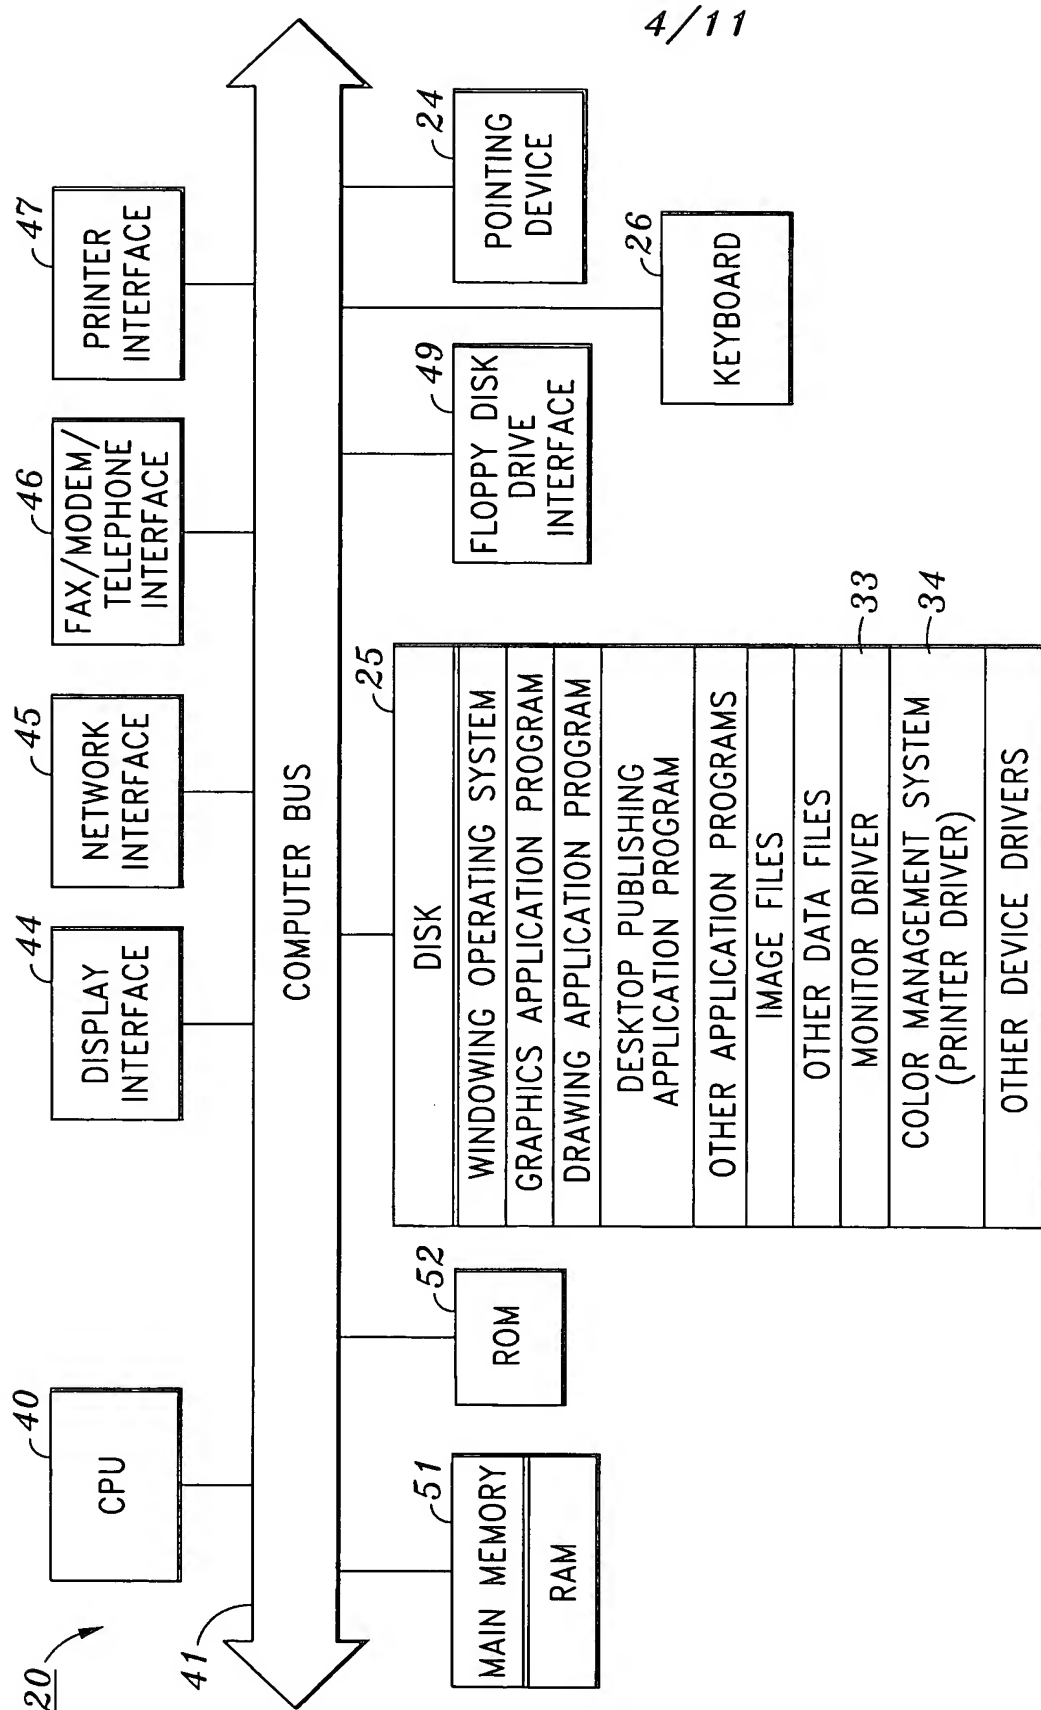 4/11
20
40
CPU
44
DISPLAY
INTERFACE
45
NETWORK
INTERFACE
46
FAX/MODEM/
TELEPHONE
INTERFACE
47
PRINTER
INTERFACE
41
COMPUTER BUS
51
MAIN MEMORY
RAM
52
ROM
25
DISK
WINDOWING OPERATING SYSTEM
GRAPHICS APPLICATION PROGRAM
DRAWING APPLICATION PROGRAM
DESKTOP PUBLISHING
APPLICATION PROGRAM
OTHER APPLICATION PROGRAMS
IMAGE FILES
OTHER DATA FILES
MONITOR DRIVER
33
COLOR MANAGEMENT SYSTEM
(PRINTER DRIVER)
34
OTHER DEVICE DRIVERS
49
FLOPPY DISK
DRIVE
INTERFACE
26
KEYBOARD
24
POINTING
DEVICE